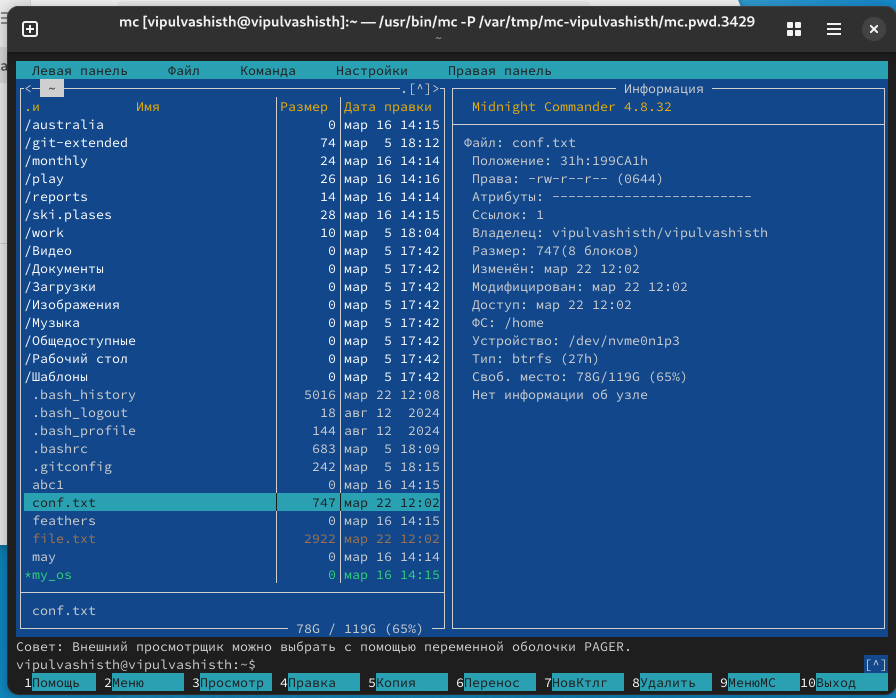 mc [vipulvashisth@vipulvashisth]:~ — /usr/bin/mc -P /var/tmp/mc-vipulvashisth/mc.pwd.3429
~
Левая панель Файл Команда Настройки Правая панель
<─ ~ .[^]>
.и Имя Размер Дата правки
/australia 0 мар 16 14:15
/git-extended 74 мар 5 18:12
/monthly 24 мар 16 14:14
/play 26 мар 16 14:16
/reports 14 мар 16 14:14
/ski.plases 28 мар 16 14:15
/work 10 мар 5 18:04
/Видео 0 мар 5 17:42
/Документы 0 мар 5 17:42
/Загрузки 0 мар 5 17:42
/Изображения 0 мар 5 17:42
/Музыка 0 мар 5 17:42
/Общедоступные 0 мар 5 17:42
/Рабочий стол 0 мар 5 17:42
/Шаблоны 0 мар 5 17:42
.bash_history 5016 мар 22 12:08
.bash_logout 18 авг 12 2024
.bash_profile 144 авг 12 2024
.bashrc 683 мар 5 18:09
.gitconfig 242 мар 5 18:15
abc1 0 мар 16 14:15
conf.txt 747 мар 22 12:02
feathers 0 мар 16 14:15
file.txt 2922 мар 22 12:02
may 0 мар 16 14:14
*my_os 0 мар 16 14:15
conf.txt
78G / 119G (65%)
Информация
Midnight Commander 4.8.32
Файл: conf.txt
Положение: 31h:199CA1h
Права: -rw-r--r-- (0644)
Атрибуты: -------------------------
Ссылок: 1
Владелец: vipulvashisth/vipulvashisth
Размер: 747(8 блоков)
Изменён: мар 22 12:02
Модифицирован: мар 22 12:02
Доступ: мар 22 12:02
ФС: /home
Устройство: /dev/nvme0n1p3
Тип: btrfs (27h)
Своб. место: 78G/119G (65%)
Нет информации об узле
Совет: Внешний просмотрщик можно выбрать с помощью переменной оболочки PAGER.
vipulvashisth@vipulvashisth:~$ [^]
1Помощь 2Меню 3Просмотр 4Правка 5Копия 6Перенос 7НовКтлг 8Удалить 9МенюMC 10Выход